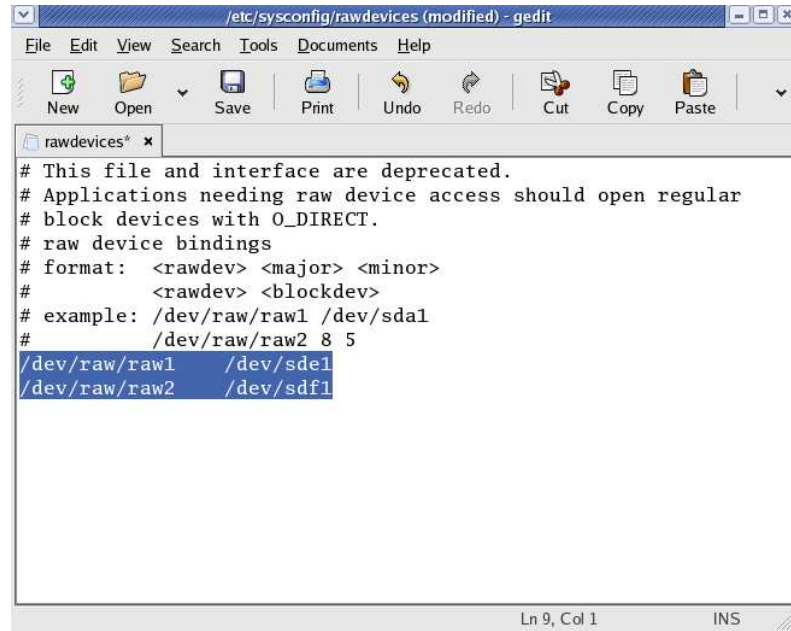 /etc/sysconfig/rawdevices (modified) - gedit
File Edit View Search Tools Documents Help
New Open Save Print Undo Redo Cut Copy Paste
rawdevices*
# This file and interface are deprecated.
# Applications needing raw device access should open regular
# block devices with O_DIRECT.
# raw device bindings
# format:  <rawdev> <major> <minor>
#          <rawdev> <blockdev>
# example: /dev/raw/raw1 /dev/sda1
#          /dev/raw/raw2 8 5
/dev/raw/raw1    /dev/sde1
/dev/raw/raw2    /dev/sdf1
Ln 9, Col 1 INS